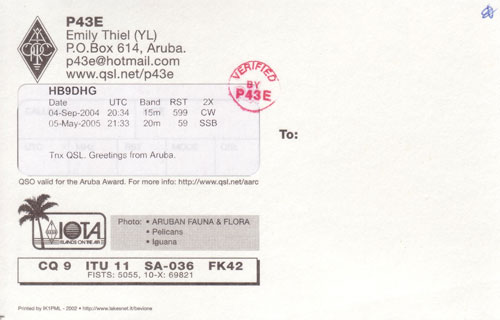 P43E
Emily Thiel (YL)
P.O.Box 614, Aruba.
p43e@hotmail.com
www.qsl.net/p43e
VERIFIED
BY
P43E
HB9DHG
Date UTC Band RST 2X
04-Sep-2004 20:34 15m 599 CW
05-May-2005 21:33 20m 59 SSB
Tnx QSL. Greetings from Aruba.
To:
QSO valid for the Aruba Award. For more info: http://www.qsl.net/aarc
IOTA
ISLANDS ON THE AIR
Photo: • ARUBAN FAUNA & FLORA
• Pelicans
• Iguana
CQ 9 ITU 11 SA-036 FK42
FISTS: 5055, 10-X: 69821
Printed by IK1PML - 2002 • http://www.lakesnet.it/bevione